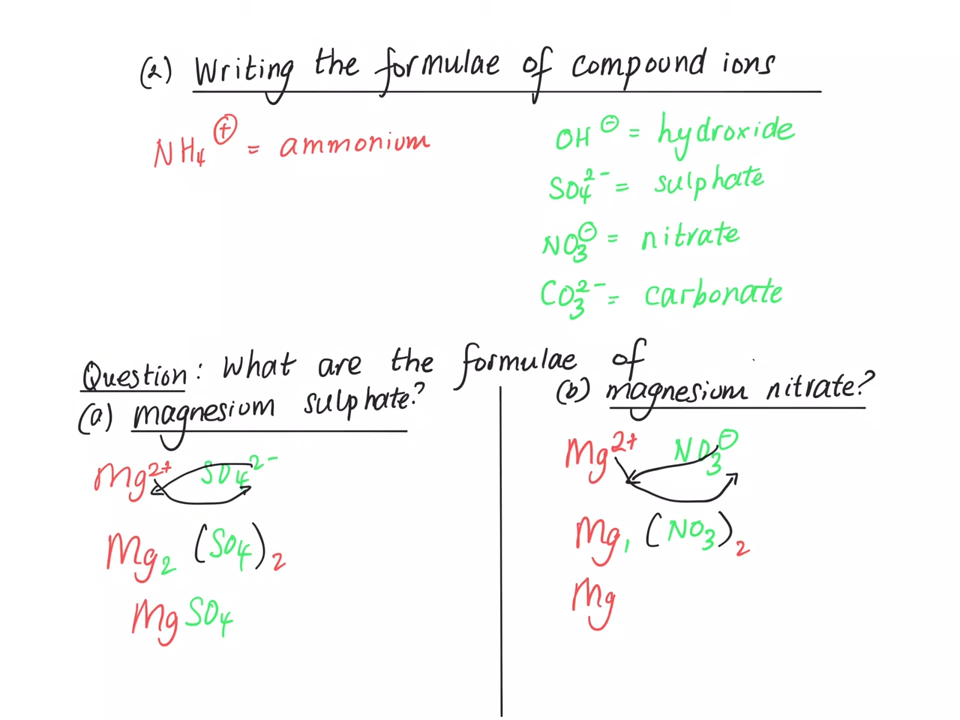 (2) Writing the formulae of compound ions
NH₄⊕ = ammonium
OH⊖ = hydroxide
SO₄²⁻ = sulphate
NO₃⊖ = nitrate
CO₃²⁻ = carbonate
Question: What are the formulae of
(a) magnesium sulphate?
Mg²⁺ SO₄²⁻
Mg₂ (SO₄)₂
MgSO₄
(b) magnesium nitrate?
Mg²⁺ NO₃⊖
Mg₁ (NO₃)₂
Mg